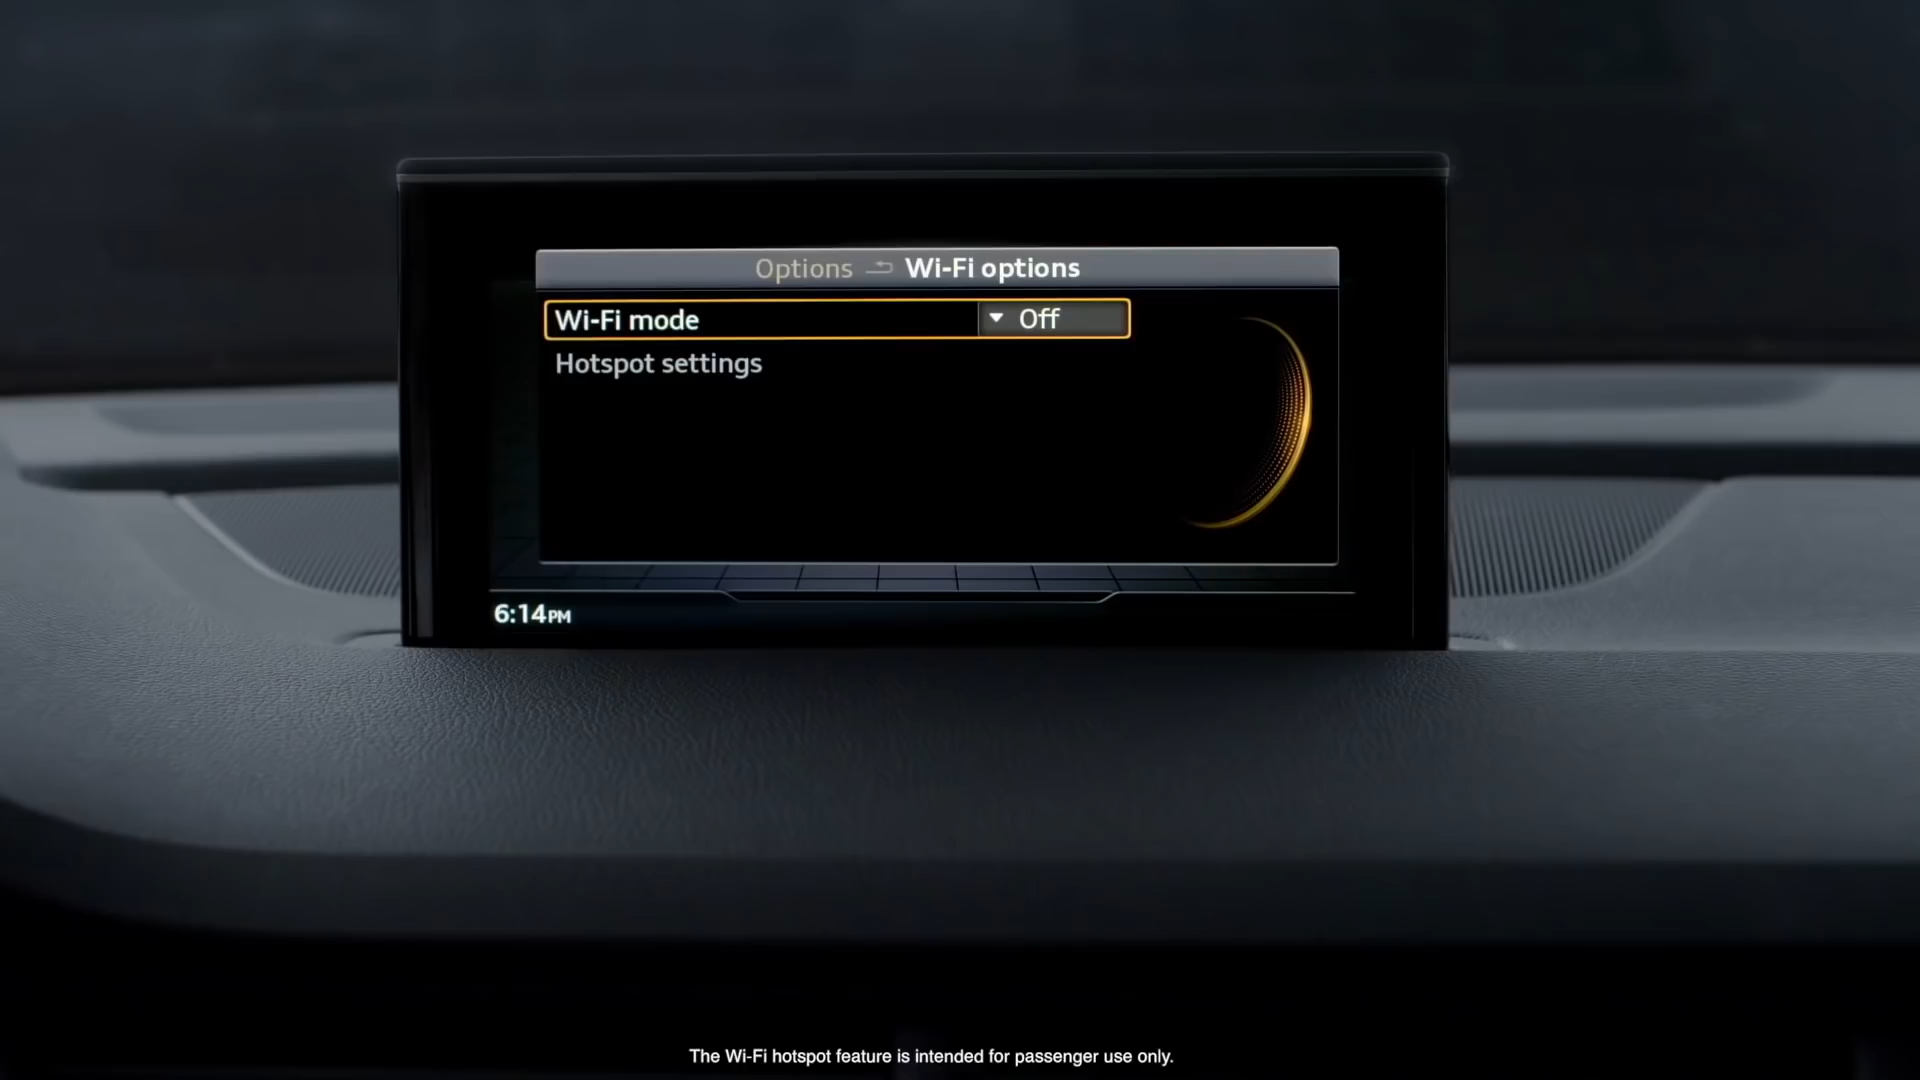 Options Wi-Fi options
Wi-Fi mode Off
Hotspot settings
6:14PM
The Wi-Fi hotspot feature is intended for passenger use only.